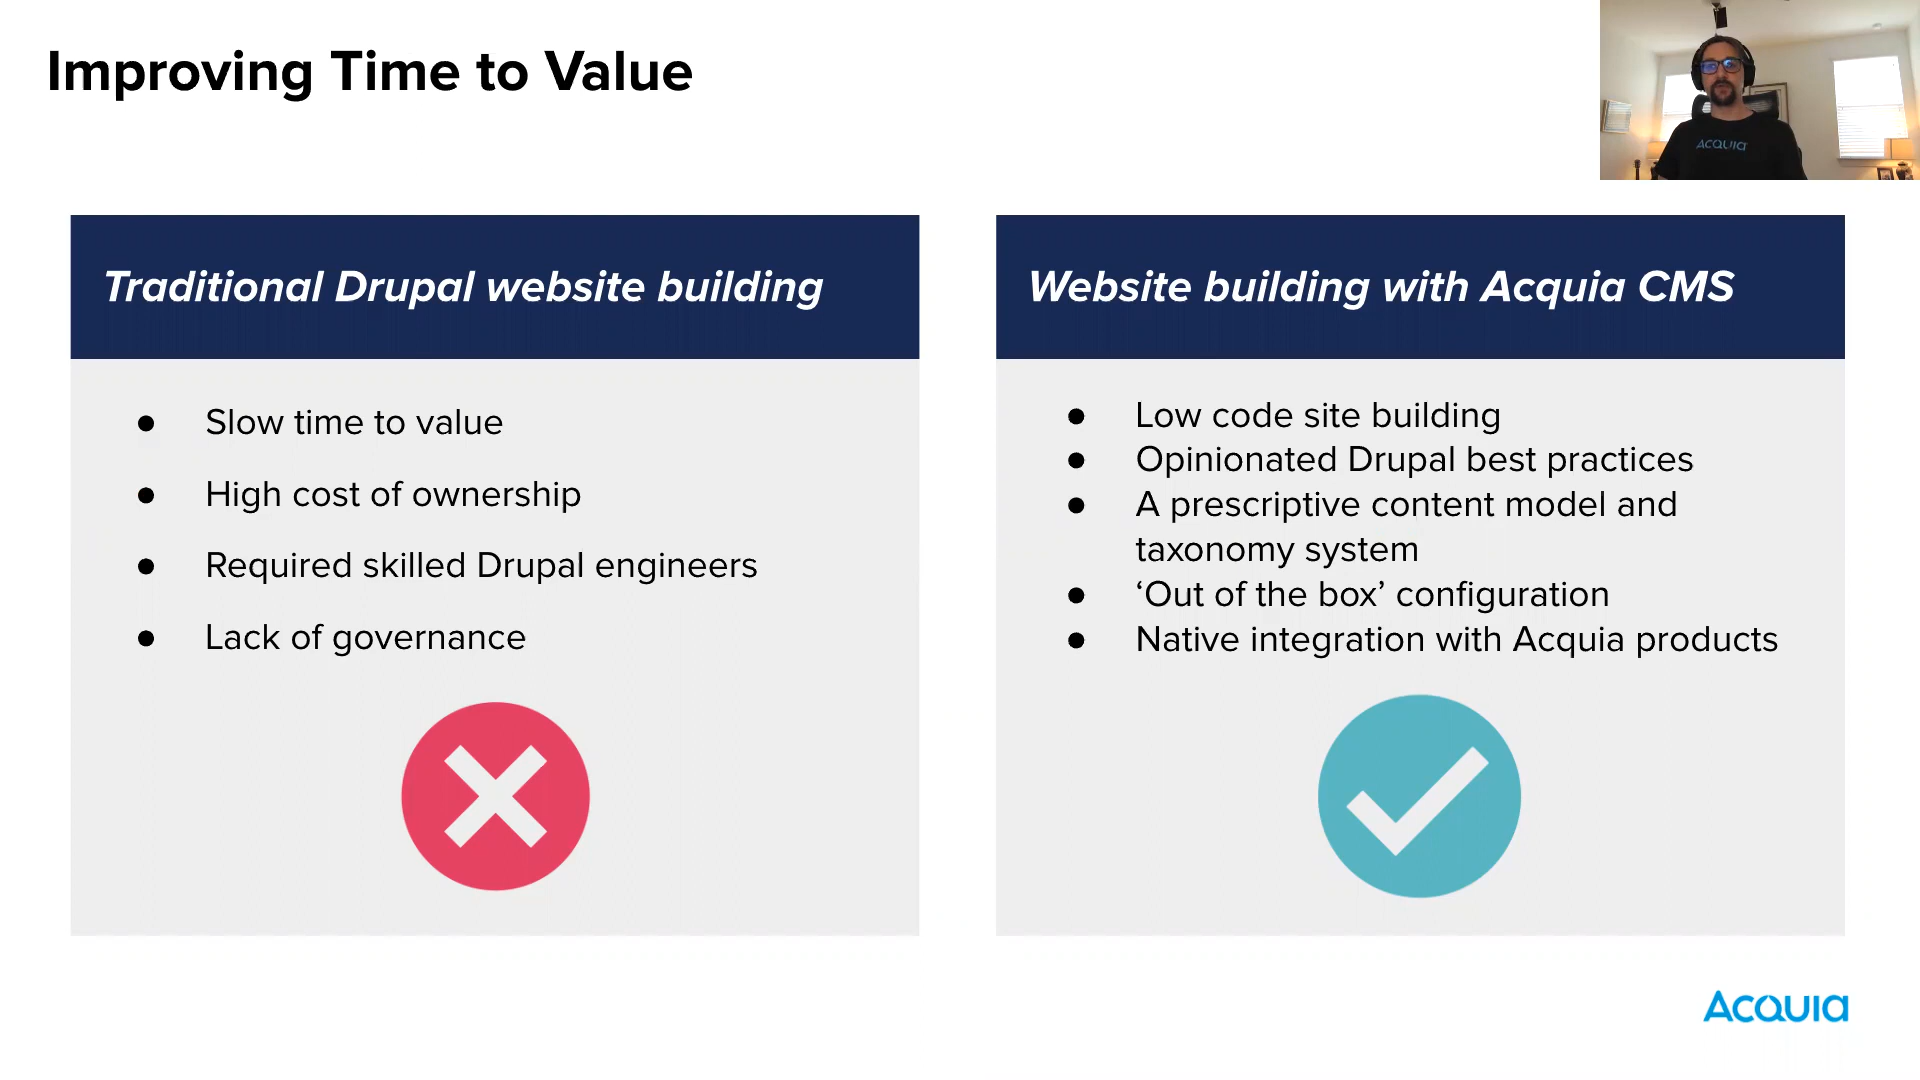 Improving Time to Value
ACQUIA
Traditional Drupal website building
Website building with Acquia CMS
● Slow time to value
● High cost of ownership
● Required skilled Drupal engineers
● Lack of governance
● Low code site building
● Opinionated Drupal best practices
● A prescriptive content model and
taxonomy system
● ‘Out of the box’ configuration
● Native integration with Acquia products
ACQUIA